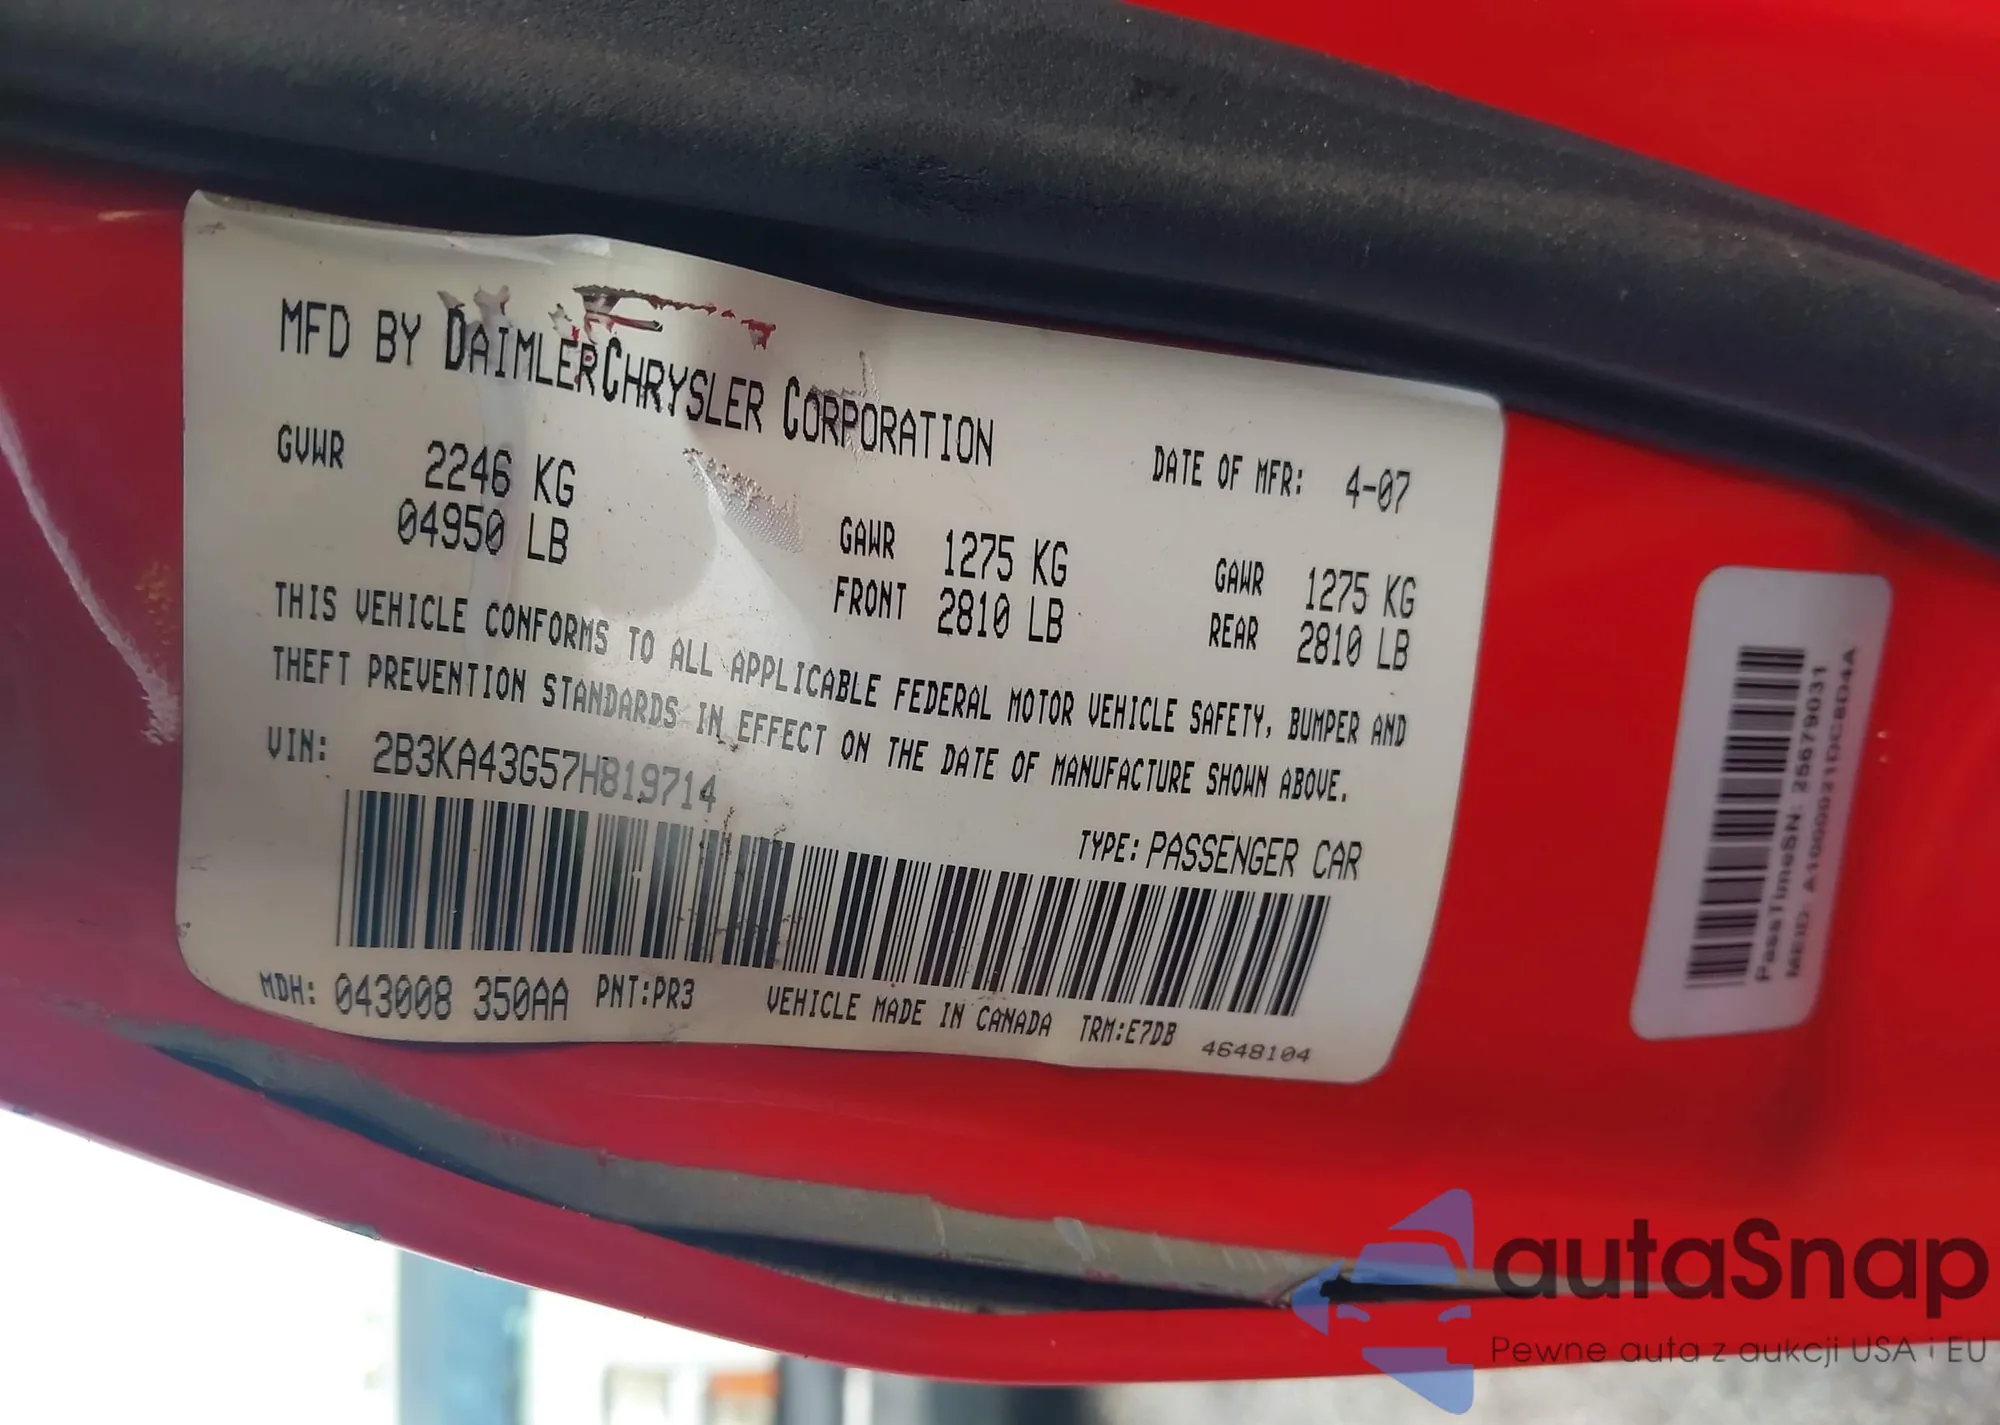 MFD BY DAIMLERCHRYSLER CORPORATION
DATE OF MFR: 4-07
GVWR 2246 KG
04950 LB
GAWR FRONT 1275 KG
2810 LB
GAWR REAR 1275 KG
2810 LB
THIS VEHICLE CONFORMS TO ALL APPLICABLE FEDERAL MOTOR VEHICLE SAFETY, BUMPER AND
THEFT PREVENTION STANDARDS IN EFFECT ON THE DATE OF MANUFACTURE SHOWN ABOVE.
VIN: 2B3KA43G57H819714
TYPE: PASSENGER CAR
MDH: 043008 350AA PNT:PR3 VEHICLE MADE IN CANADA TRM:E7DB 4648104
PassTimeSN: 25679031
MEID: A1000021DC8D4A
autaSnap
Pewne auta z aukcji USA i EU